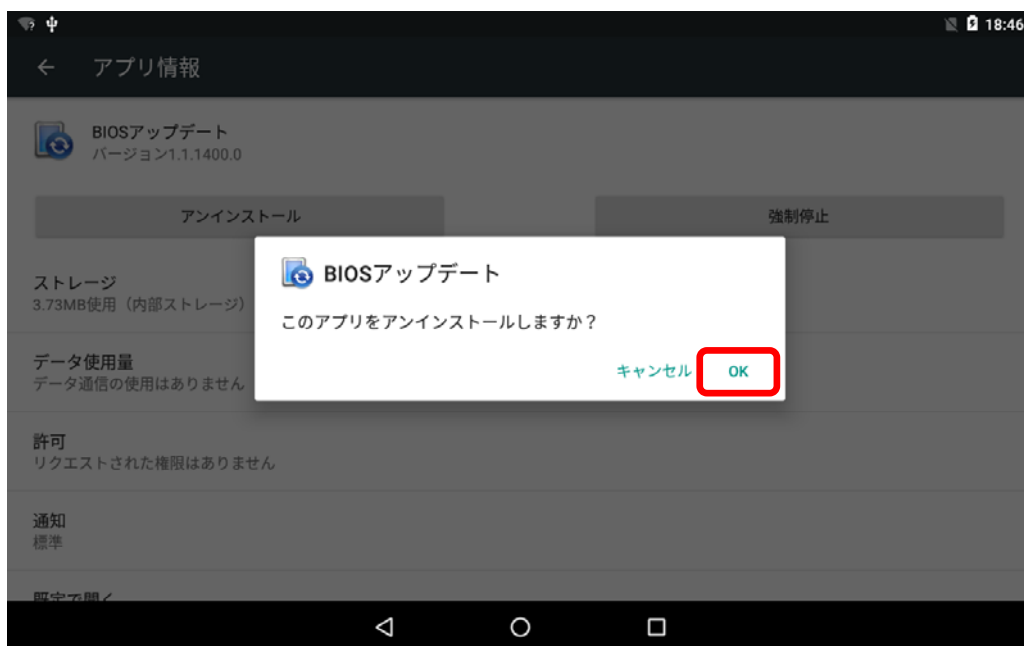 18:46
アプリ情報
BIOSアップデート
バージョン1.1.1400.0
アンインストール
強制停止
BIOSアップデート
このアプリをアンインストールしますか？
キャンセル
OK
ストレージ
3.73MB使用（内部ストレージ）
データ使用量
データ通信の使用はありません
許可
リクエストされた権限はありません
通知
標準
既定で開く